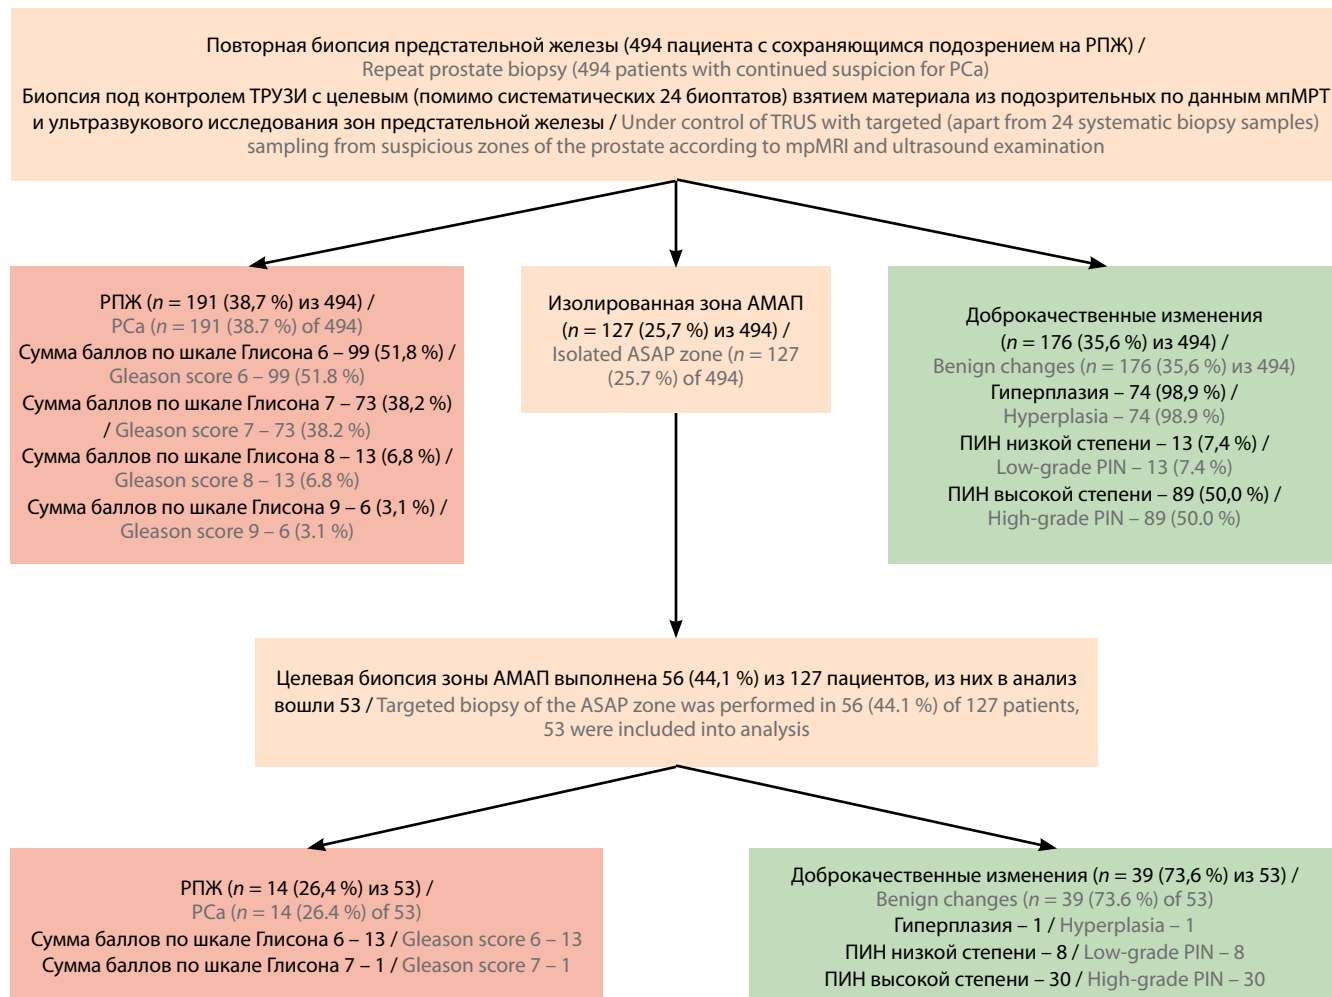 Повторная биопсия предстательной железы (494 пациента с сохраняющимся подозрением на РПЖ) /
Repeat prostate biopsy (494 patients with continued suspicion for PCa)
Биопсия под контролем ТРУЗИ с целевым (помимо систематических 24 биоптатов) взятием материала из подозрительных по данным мпМРТ
и ультразвукового исследования зон предстательной железы / Under control of TRUS with targeted (apart from 24 systematic biopsy samples)
sampling from suspicious zones of the prostate according to mpMRI and ultrasound examination
РПЖ (n = 191 (38,7 %) из 494) /
PCa (n = 191 (38.7 %) of 494)
Сумма баллов по шкале Глисона 6 – 99 (51,8 %) /
Gleason score 6 – 99 (51.8 %)
Сумма баллов по шкале Глисона 7 – 73 (38,2 %)
/ Gleason score 7 – 73 (38.2 %)
Сумма баллов по шкале Глисона 8 – 13 (6,8 %) /
Gleason score 8 – 13 (6.8 %)
Сумма баллов по шкале Глисона 9 – 6 (3,1 %) /
Gleason score 9 – 6 (3.1 %)
Изолированная зона АМАП
(n = 127 (25,7 %) из 494) /
Isolated ASAP zone (n = 127
(25.7 %) of 494)
Доброкачественные изменения
(n = 176 (35,6 %) из 494) /
Benign changes (n = 176 (35,6 %) из 494)
Гиперплазия – 74 (98,9 %) /
Hyperplasia – 74 (98.9 %)
ПИН низкой степени – 13 (7,4 %) /
Low-grade PIN – 13 (7.4 %)
ПИН высокой степени – 89 (50,0 %) /
High-grade PIN – 89 (50.0 %)
Целевая биопсия зоны АМАП выполнена 56 (44,1 %) из 127 пациентов, из них в анализ
вошли 53 / Targeted biopsy of the ASAP zone was performed in 56 (44.1 %) of 127 patients,
53 were included into analysis
РПЖ (n = 14 (26,4 %) из 53) /
PCa (n = 14 (26.4 %) of 53)
Сумма баллов по шкале Глисона 6 – 13 / Gleason score 6 – 13
Сумма баллов по шкале Глисона 7 – 1 / Gleason score 7 – 1
Доброкачественные изменения (n = 39 (73,6 %) из 53) /
Benign changes (n = 39 (73.6 %) of 53)
Гиперплазия – 1 / Hyperplasia – 1
ПИН низкой степени – 8 / Low-grade PIN – 8
ПИН высокой степени – 30 / High-grade PIN – 30